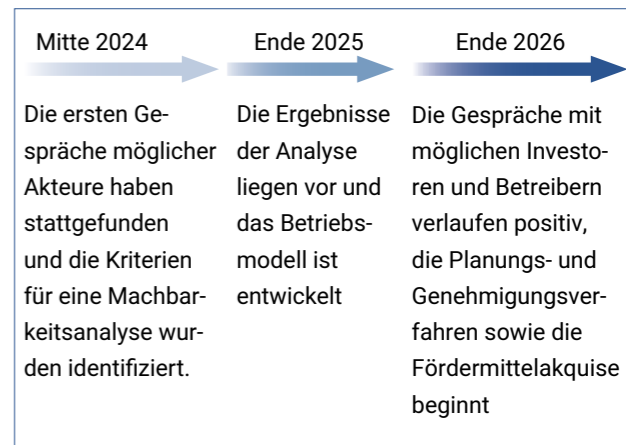 Mitte 2024
Die ersten Ge-
spräche möglicher
Akteure haben
stattgefunden
und die Kriterien
für eine Machbar-
keitsanalyse wur-
den identifiziert.
Ende 2025
Die Ergebnisse
der Analyse
liegen vor und
das Betriebs-
modell ist
entwickelt
Ende 2026
Die Gespräche mit
möglichen Investo-
ren und Betreibern
verlaufen positiv,
die Planungs- und
Genehmigungsver-
fahren sowie die
Fördermittelakquise
beginnt